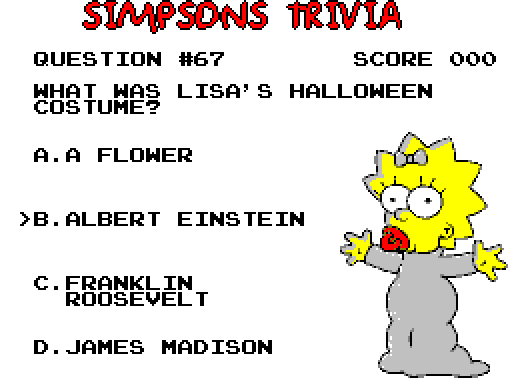 SIMPSONS TRIVIA
QUESTION #67 SCORE 000
WHAT WAS LISA'S HALLOWEEN
COSTUME?
A.A FLOWER
>B.ALBERT EINSTEIN
C.FRANKLIN
ROOSEVELT
D.JAMES MADISON